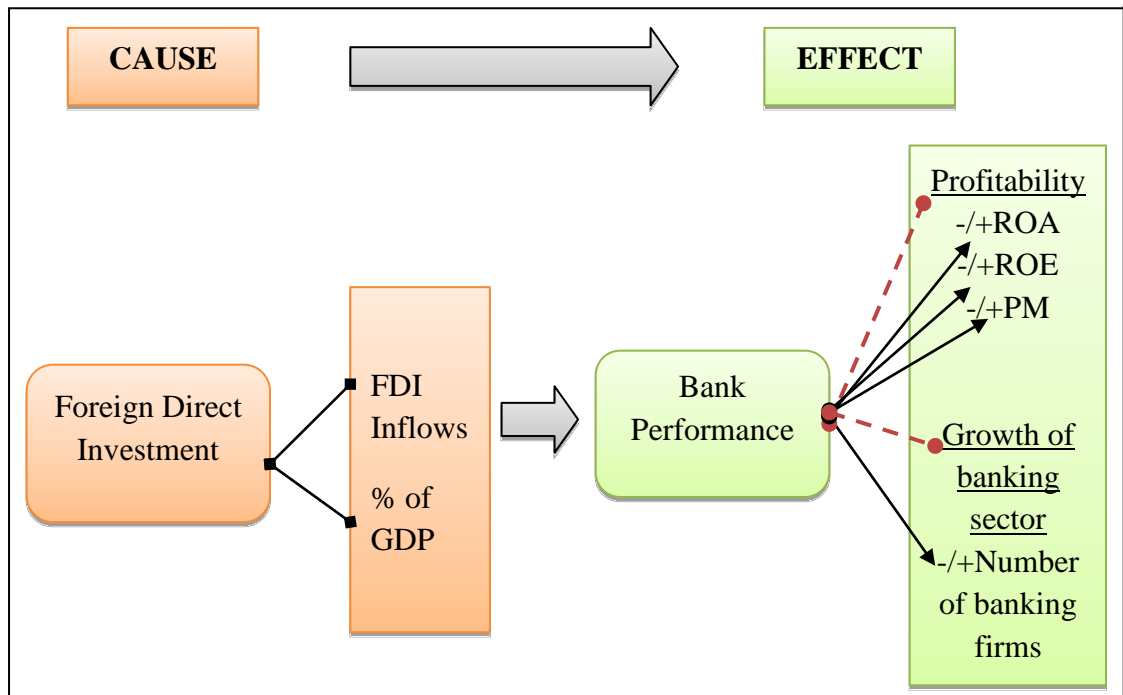 CAUSE
EFFECT
Foreign Direct
Investment
FDI
Inflows
% of
GDP
Bank
Performance
Profitability
-/+ROA
-/+ROE
-/+PM
Growth of
banking
sector
-/+Number
of banking
firms